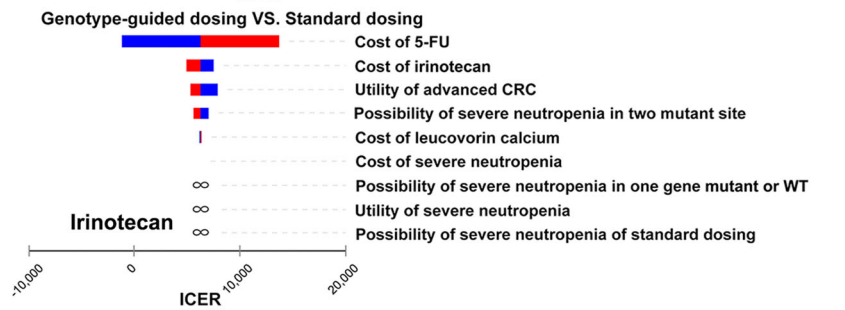 Genotype-guided dosing VS. Standard dosing
Cost of 5-FU
Cost of irinotecan
Utility of advanced CRC
Possibility of severe neutropenia in two mutant site
Cost of leucovorin calcium
Cost of severe neutropenia
∞ Possibility of severe neutropenia in one gene mutant or WT
∞ Utility of severe neutropenia
Irinotecan
∞ Possibility of severe neutropenia of standard dosing
-10,000 0 10,000 20,000
ICER